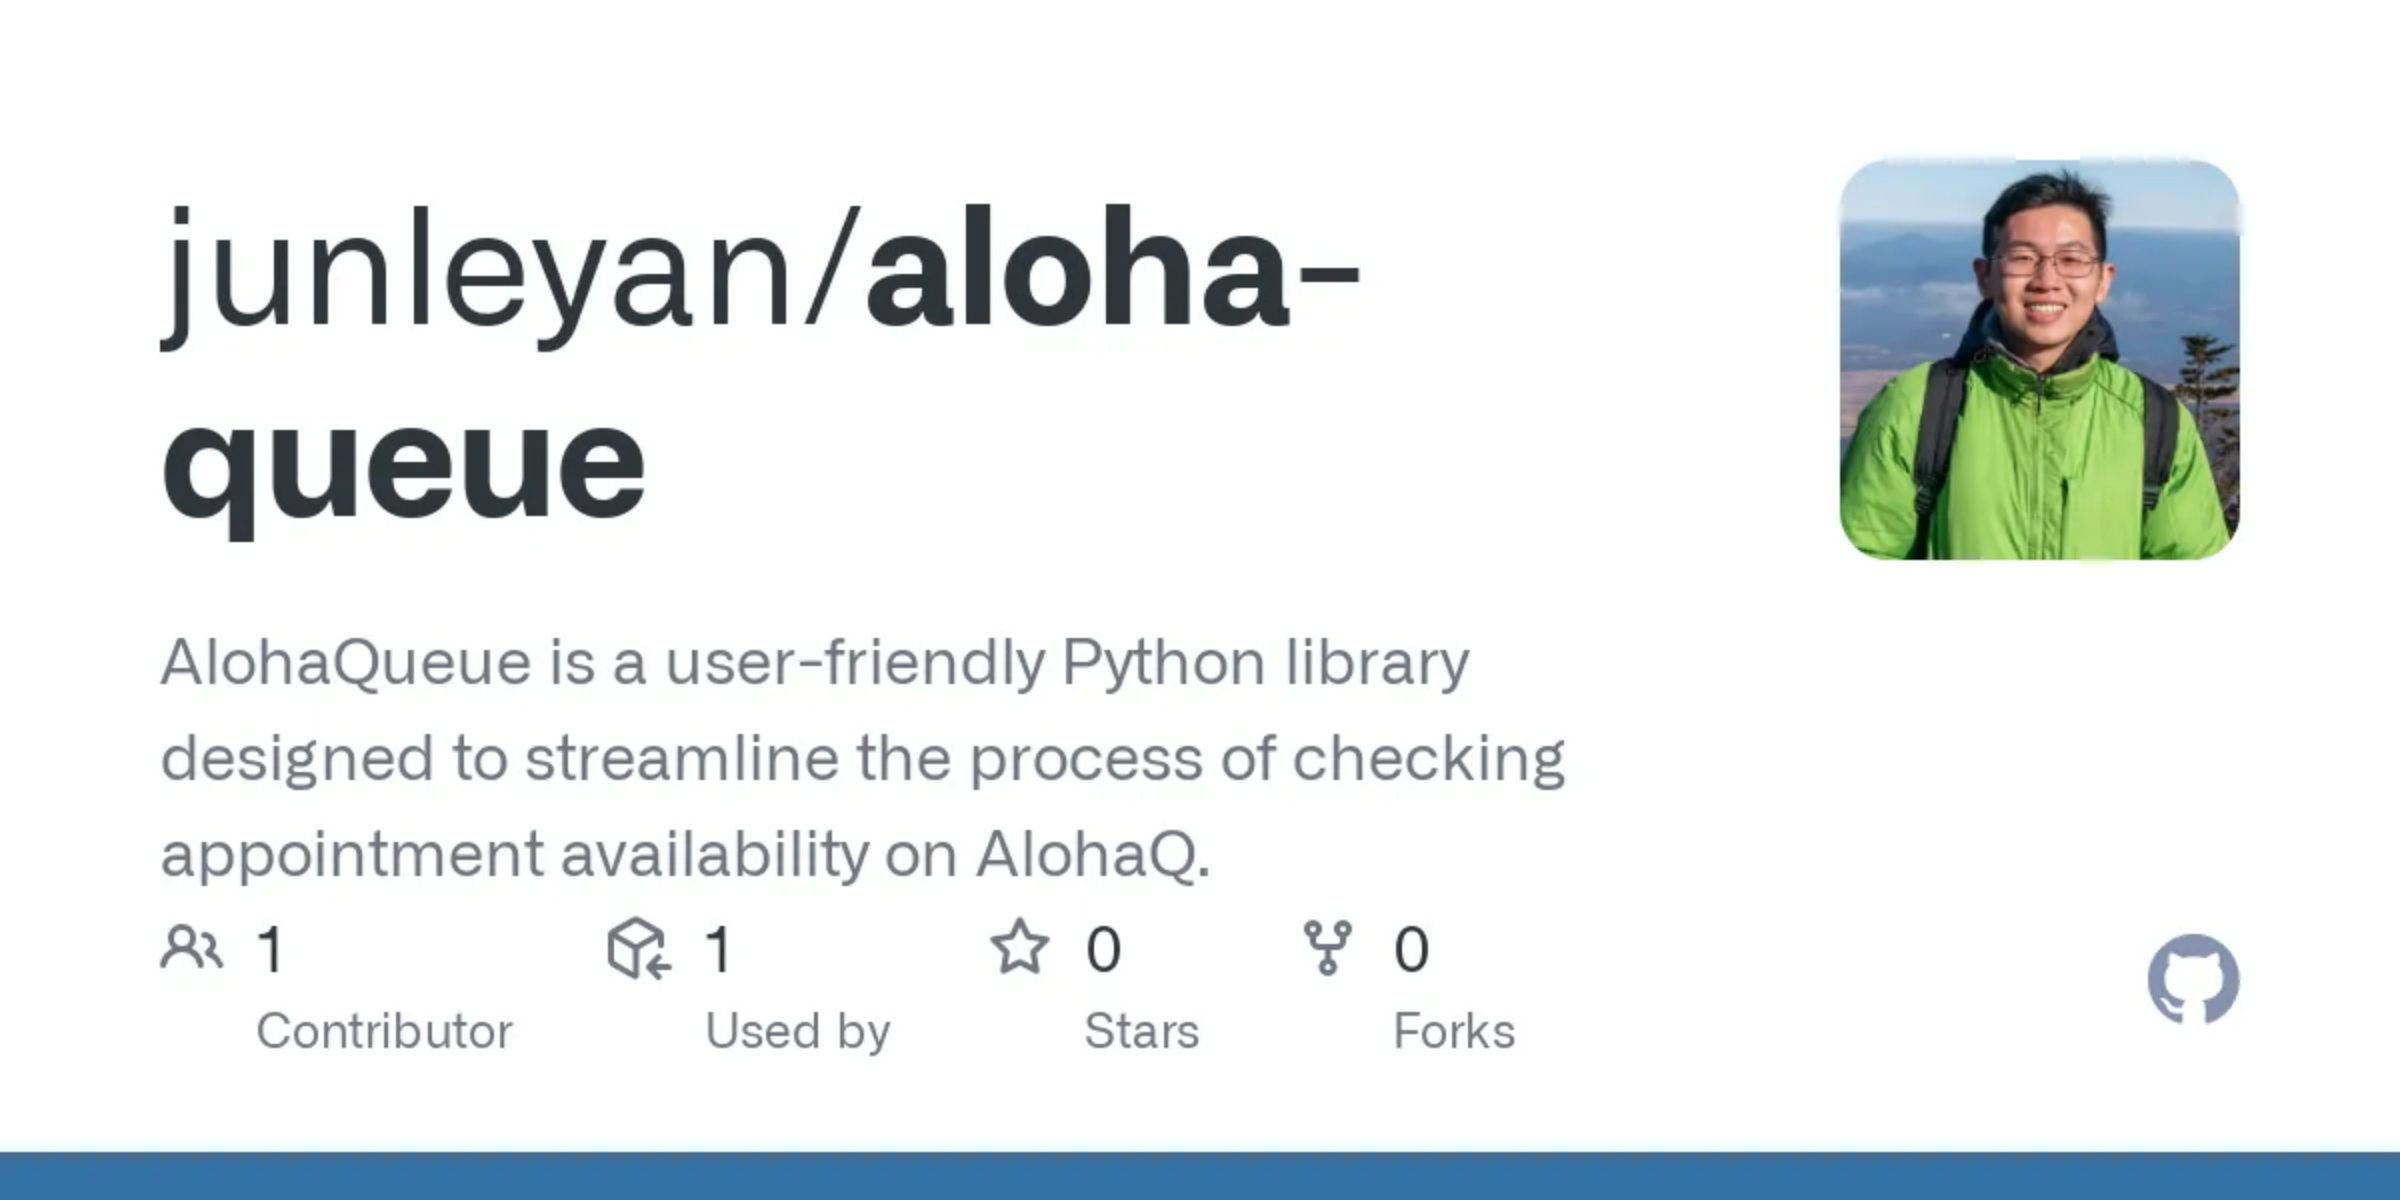 junleyan/aloha-
queue
AlohaQueue is a user-friendly Python library
designed to streamline the process of checking
appointment availability on AlohaQ.
1 1 0 0
Contributor Used by Stars Forks